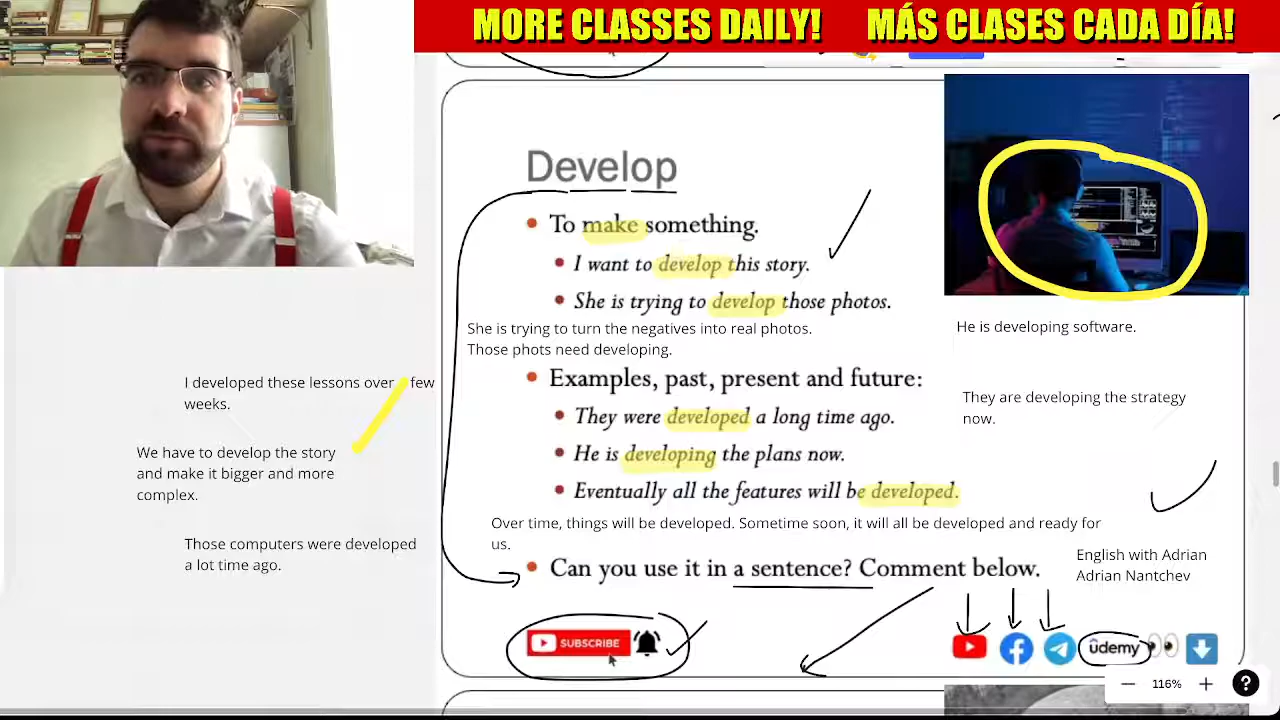 MORE CLASSES DAILY! MÁS CLASES CADA DÍA!
Develop
To make something.
I want to develop this story.
She is trying to develop those photos.
She is trying to turn the negatives into real photos.
Those phots need developing.
He is developing software.
Examples, past, present and future:
They were developed a long time ago.
He is developing the plans now.
Eventually all the features will be developed.
They are developing the strategy
now.
I developed these lessons over few
weeks.
We have to develop the story
and make it bigger and more
complex.
Those computers were developed
a lot time ago.
Over time, things will be developed. Sometime soon, it will all be developed and ready for
us.
Can you use it in a sentence? Comment below.
English with Adrian
Adrian Nantchev
SUBSCRIBE
ûdemy
116%